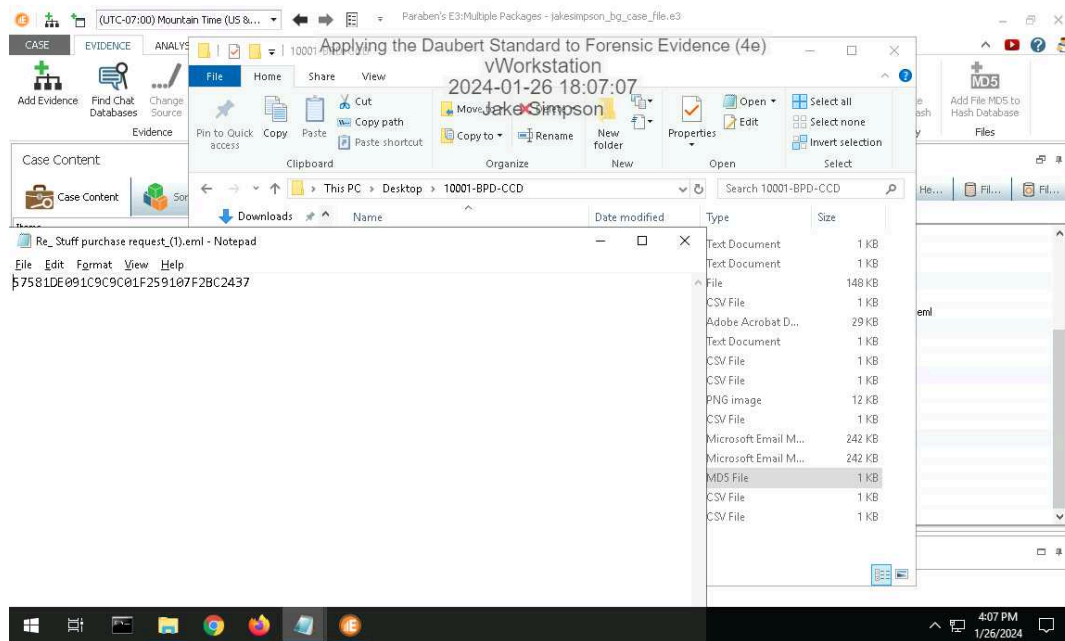 (UTC-07:00) Mountain Time (US &...
Paraben's E3:Multiple Packages - jakesimpson_bg_case_file.e3
CASE
EVIDENCE
ANALYS
Add Evidence
Find Chat
Databases
Change
Source
Evidence
Case Content
Case Content
Sor
Applying the Daubert Standard to Forensic Evidence (4e)
vWorkstation
2024-01-26 18:07:07
Jake Simpson
File
Home
Share
View
Pin to Quick
access
Copy
Paste
Cut
Copy path
Paste shortcut
Clipboard
Copy to
Rename
Organize
New
folder
New
Properties
Open
Edit
Open
Select all
Select none
Invert selection
Select
Add File MD5 to
Hash Database
Files
This PC > Desktop > 10001-BPD-CCD
Search 10001-BPD-CCD
He...
Fil...
Fil...
Downloads
Name
Date modified
Type
Size
Re_ Stuff purchase request_(1).eml - Notepad
File Edit Format View Help
57581DE091C9C9C01F259107F2BC2437
Text Document 1 KB
Text Document 1 KB
File 148 KB
CSV File 1 KB
eml
Adobe Acrobat D... 29 KB
Text Document 1 KB
CSV File 1 KB
CSV File 1 KB
PNG image 12 KB
CSV File 1 KB
Microsoft Email M... 242 KB
Microsoft Email M... 242 KB
MD5 File 1 KB
CSV File 1 KB
CSV File 1 KB
4:07 PM
1/26/2024